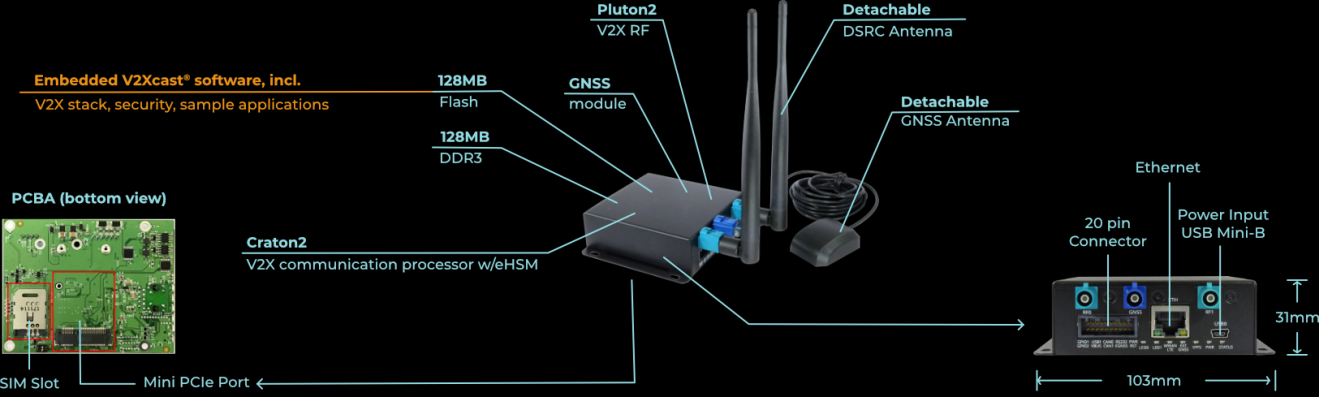 Pluton2
V2X RF
Detachable
DSRC Antenna
Embedded V2Xcast® software, incl.
V2X stack, security, sample applications
128MB
Flash
GNSS
module
Detachable
GNSS Antenna
128MB
DDR3
PCBA (bottom view)
Craton2
V2X communication processor w/eHSM
SIM Slot
Mini PCIe Port
Ethernet
20 pin
Connector
Power Input
USB Mini-B
RF0
GNSS
ETH
RF1
USB0
31mm
103mm